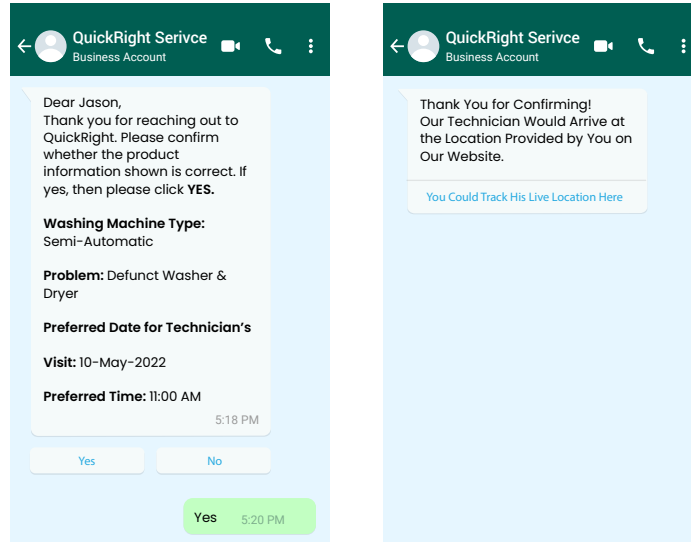 QuickRight Serivce
Business Account
Dear Jason,
Thank you for reaching out to
QuickRight. Please confirm
whether the product
information shown is correct. If
yes, then please click YES.
Washing Machine Type:
Semi-Automatic
Problem: Defunct Washer &
Dryer
Preferred Date for Technician's
Visit: 10-May-2022
Preferred Time: 11:00 AM
5:18 PM
Yes
No
Yes
5:20 PM
QuickRight Serivce
Business Account
Thank You for Confirming!
Our Technician Would Arrive at
the Location Provided by You on
Our Website.
You Could Track His Live Location Here